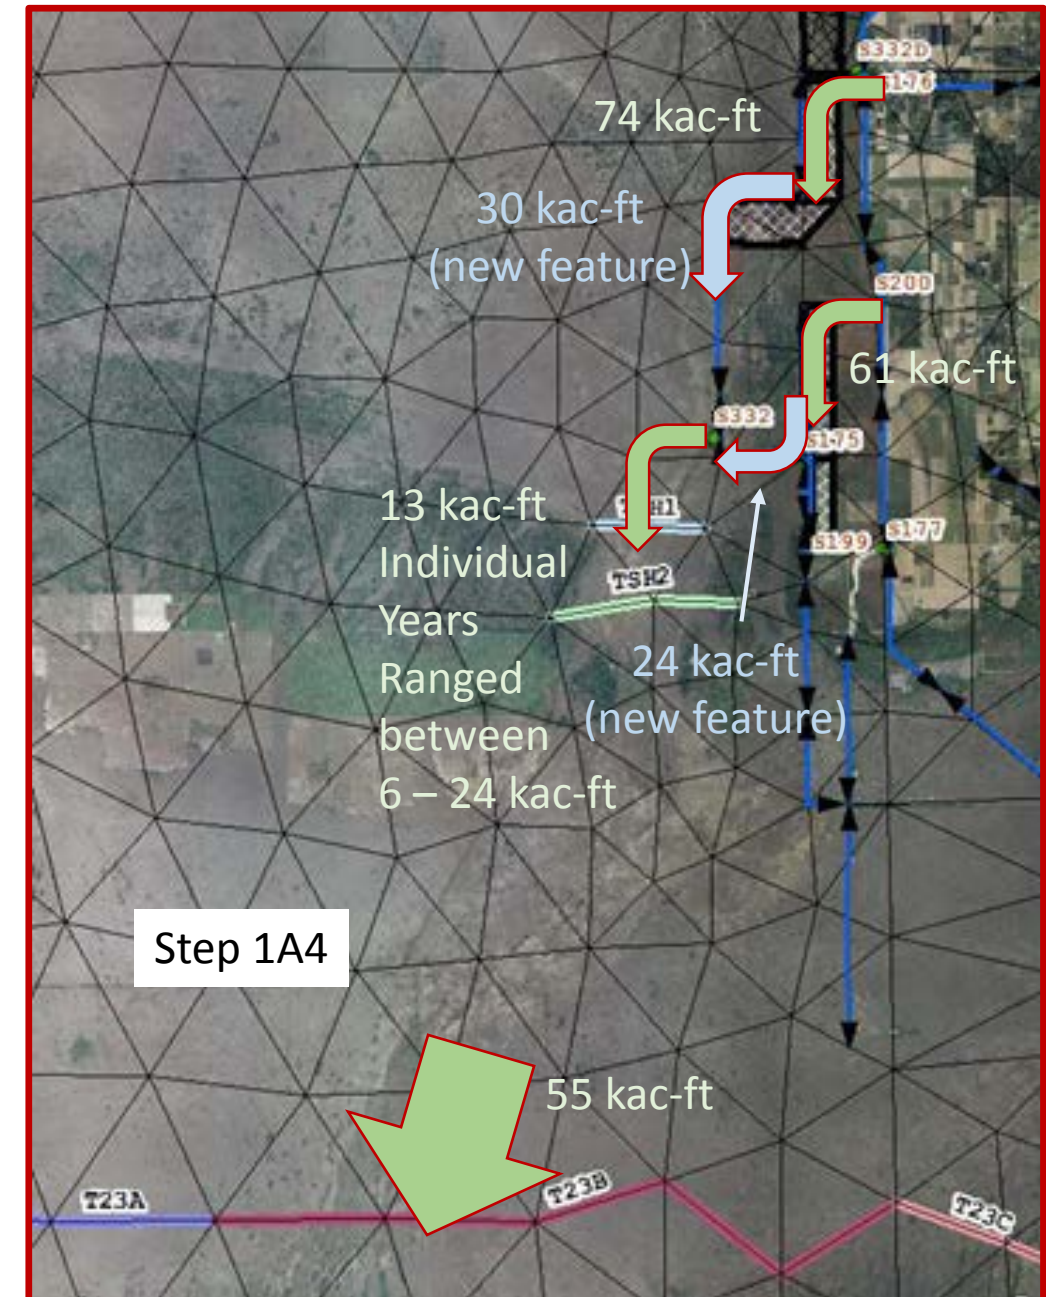 S332D
S176
74 kac-ft
30 kac-ft
(new feature)
S200
61 kac-ft
S332
S175
13 kac-ft
Individual
Years
Ranged
between
6 – 24 kac-ft
S199
S177
TSH2
24 kac-ft
(new feature)
Step 1A4
55 kac-ft
T23A
T23B
T23C